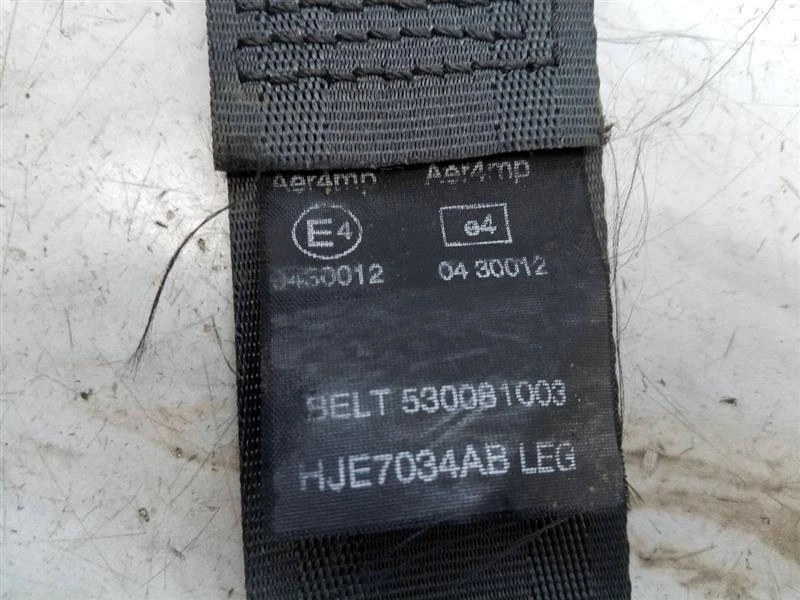 Aer4mp Aer4mp
E4 e4
0430012 04 30012
BELT 530081003
HJE7034AB LEG